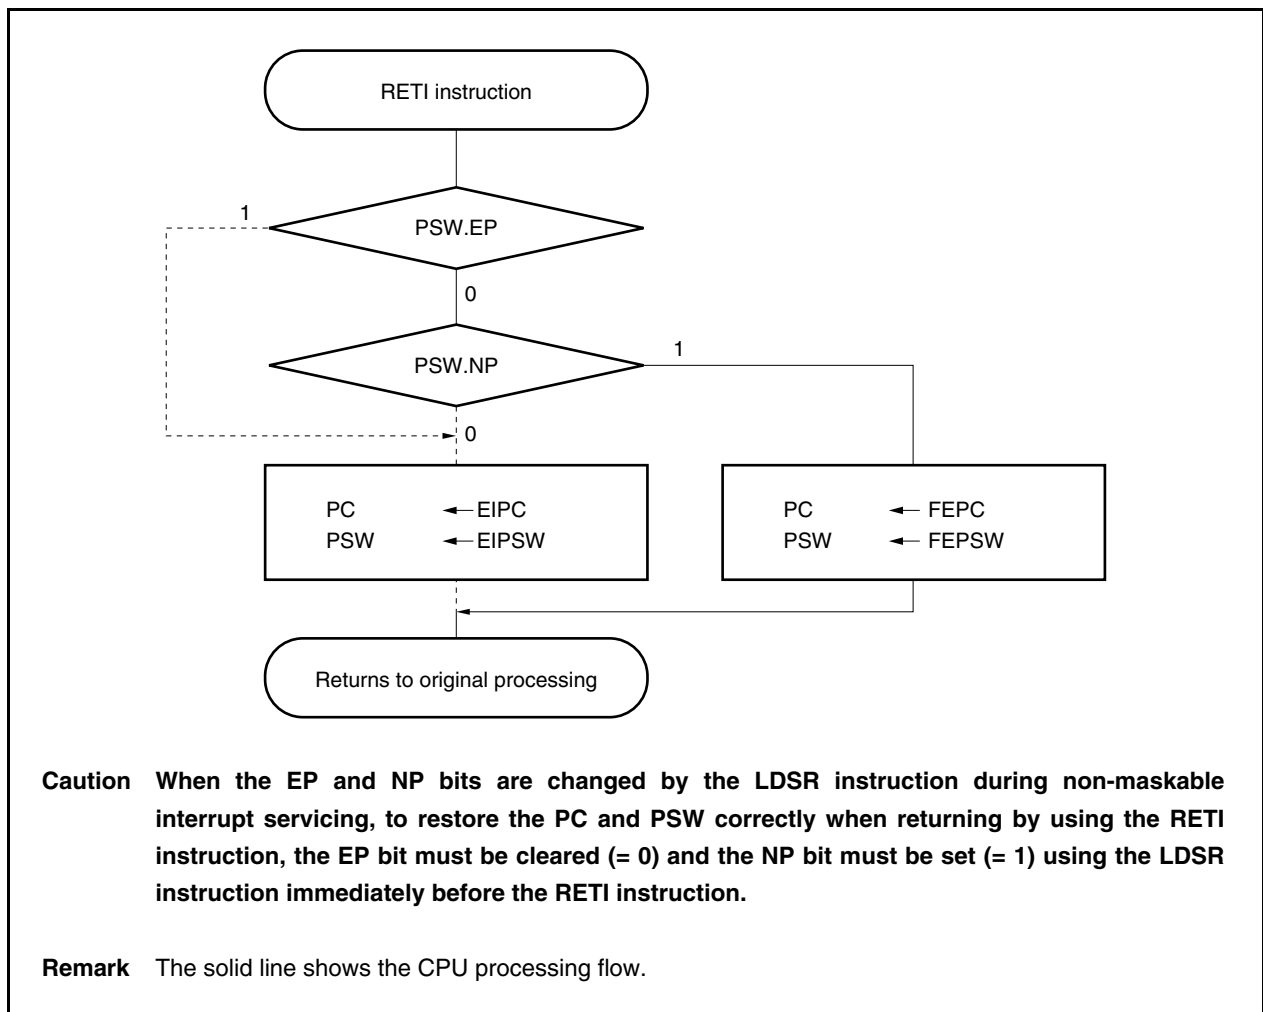 RETI instruction
1
PSW.EP
0
PSW.NP
1
0
PC ← EIPC
PSW ← EIPSW
PC ← FEPC
PSW ← FEPSW
Returns to original processing
Caution When the EP and NP bits are changed by the LDSR instruction during non-maskable
interrupt servicing, to restore the PC and PSW correctly when returning by using the RETI
instruction, the EP bit must be cleared (= 0) and the NP bit must be set (= 1) using the LDSR
instruction immediately before the RETI instruction.
Remark The solid line shows the CPU processing flow.